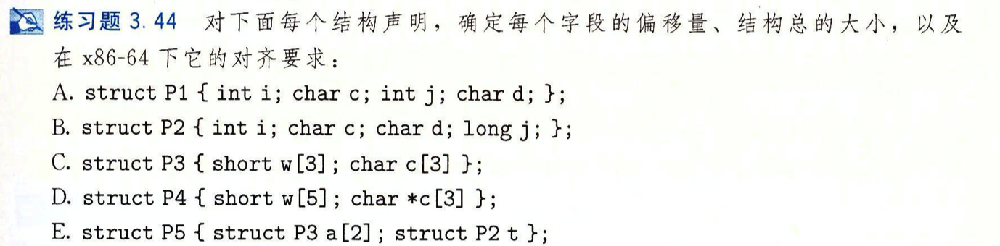 练习题 3.44 对下面每个结构声明，确定每个字段的偏移量、结构总的大小，以及
在 x86-64 下它的对齐要求：
A. struct P1 { int i; char c; int j; char d; };
B. struct P2 { int i; char c; char d; long j; };
C. struct P3 { short w[3]; char c[3] };
D. struct P4 { short w[5]; char *c[3] };
E. struct P5 { struct P3 a[2]; struct P2 t };